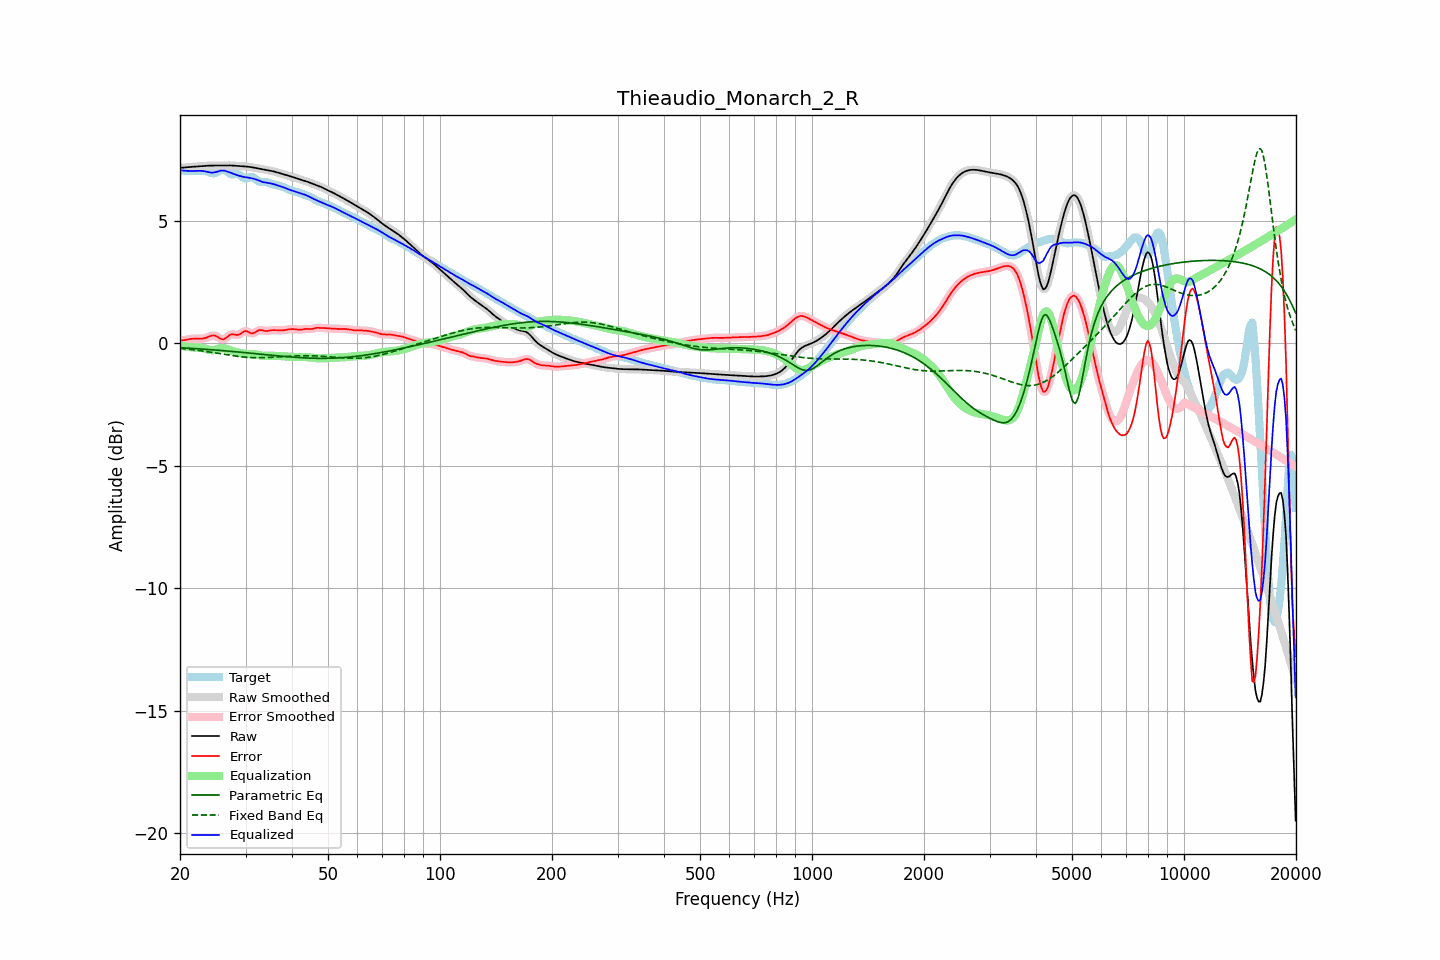 Thieaudio_Monarch_2_R
Amplitude (dBr)
5
0
−5
−10
−15
−20
Target
Raw Smoothed
Error Smoothed
Raw
Error
Equalization
Parametric Eq
Fixed Band Eq
Equalized
20
50
100
200
500
1000
2000
5000
10000
20000
Frequency (Hz)